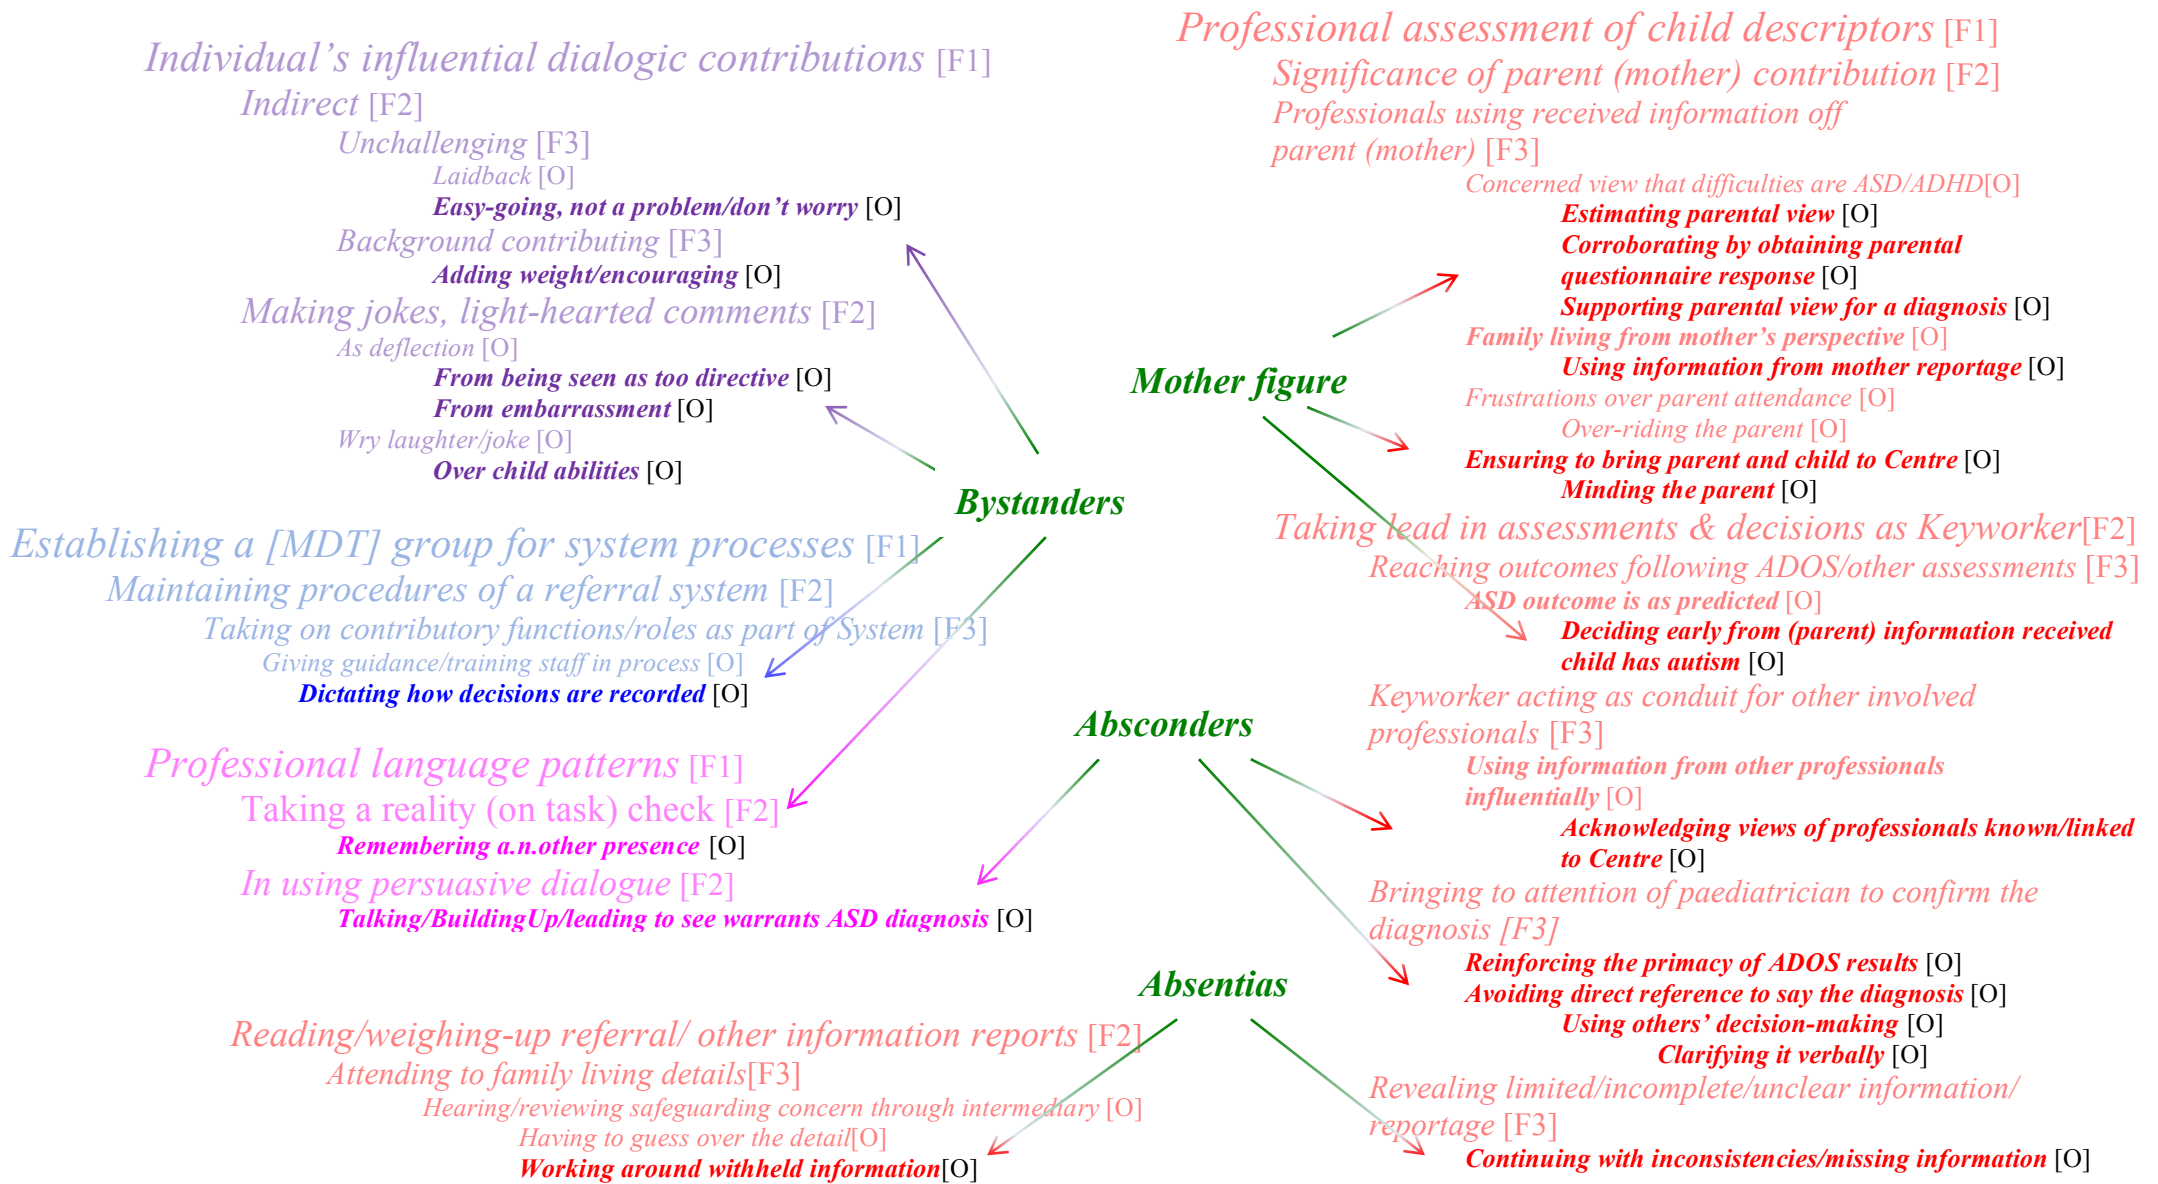 Individual's influential dialogic contributions [F1]
Indirect [F2]
Unchallenging [F3]
Laidback [O]
Easy-going, not a problem/don't worry [O]
Background contributing [F3]
Adding weight/encouraging [O]
Making jokes, light-hearted comments [F2]
As deflection [O]
From being seen as too directive [O]
From embarrassment [O]
Wry laughter/joke [O]
Over child abilities [O]
Bystanders
Establishing a [MDT] group for system processes [F1]
Maintaining procedures of a referral system [F2]
Taking on contributory functions/roles as part of System [F3]
Giving guidance/training staff in process [O]
Dictating how decisions are recorded [O]
Professional language patterns [F1]
Taking a reality (on task) check [F2]
Remembering a.n.other presence [O]
In using persuasive dialogue [F2]
Talking/BuildingUp/leading to see warrants ASD diagnosis [O]
Absconders
Absentias
Reading/weighing-up referral/ other information reports [F2]
Attending to family living details[F3]
Hearing/reviewing safeguarding concern through intermediary [O]
Having to guess over the detail[O]
Working around withheld information[O]
Professional assessment of child descriptors [F1]
Significance of parent (mother) contribution [F2]
Professionals using received information off
parent (mother) [F3]
Concerned view that difficulties are ASD/ADHD[O]
Estimating parental view [O]
Corroborating by obtaining parental
questionnaire response [O]
Supporting parental view for a diagnosis [O]
Family living from mother's perspective [O]
Using information from mother reportage [O]
Mother figure
Frustrations over parent attendance [O]
Over-riding the parent [O]
Ensuring to bring parent and child to Centre [O]
Minding the parent [O]
Taking lead in assessments & decisions as Keyworker[F2]
Reaching outcomes following ADOS/other assessments [F3]
ASD outcome is as predicted [O]
Deciding early from (parent) information received
child has autism [O]
Keyworker acting as conduit for other involved
professionals [F3]
Using information from other professionals
influentially [O]
Acknowledging views of professionals known/linked
to Centre [O]
Bringing to attention of paediatrician to confirm the
diagnosis [F3]
Reinforcing the primacy of ADOS results [O]
Avoiding direct reference to say the diagnosis [O]
Using others' decision-making [O]
Clarifying it verbally [O]
Revealing limited/incomplete/unclear information/
reportage [F3]
Continuing with inconsistencies/missing information [O]